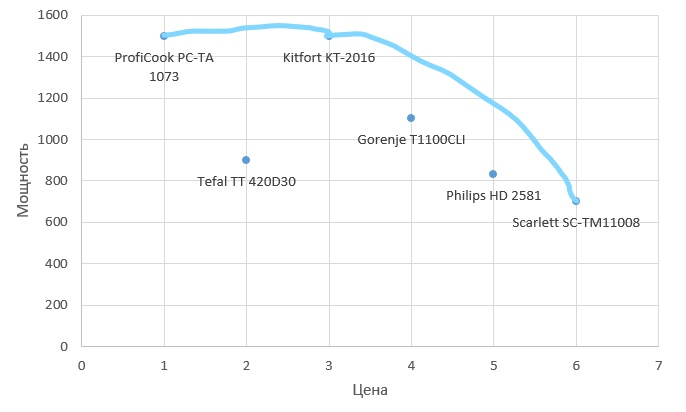 1600
1400
1200
1000
800
600
400
200
0
Мощность
ProfiCook PC-TA
1073
Kitfort KT-2016
Gorenje T1100CLI
Tefal TT 420D30
Philips HD 2581
Scarlett SC-TM11008
0 1 2 3 4 5 6 7
Цена